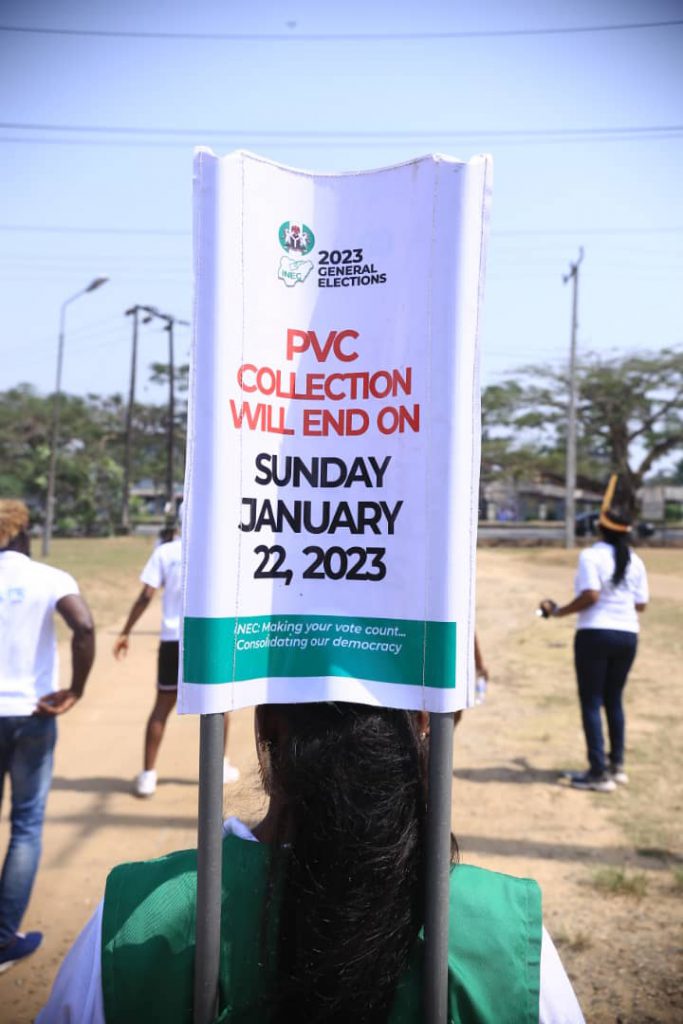 INEC
2023
GENERAL
ELECTIONS
PVC
COLLECTION
WILL END ON
SUNDAY
JANUARY
22, 2023
INEC: Making your vote count...
Consolidating our democracy